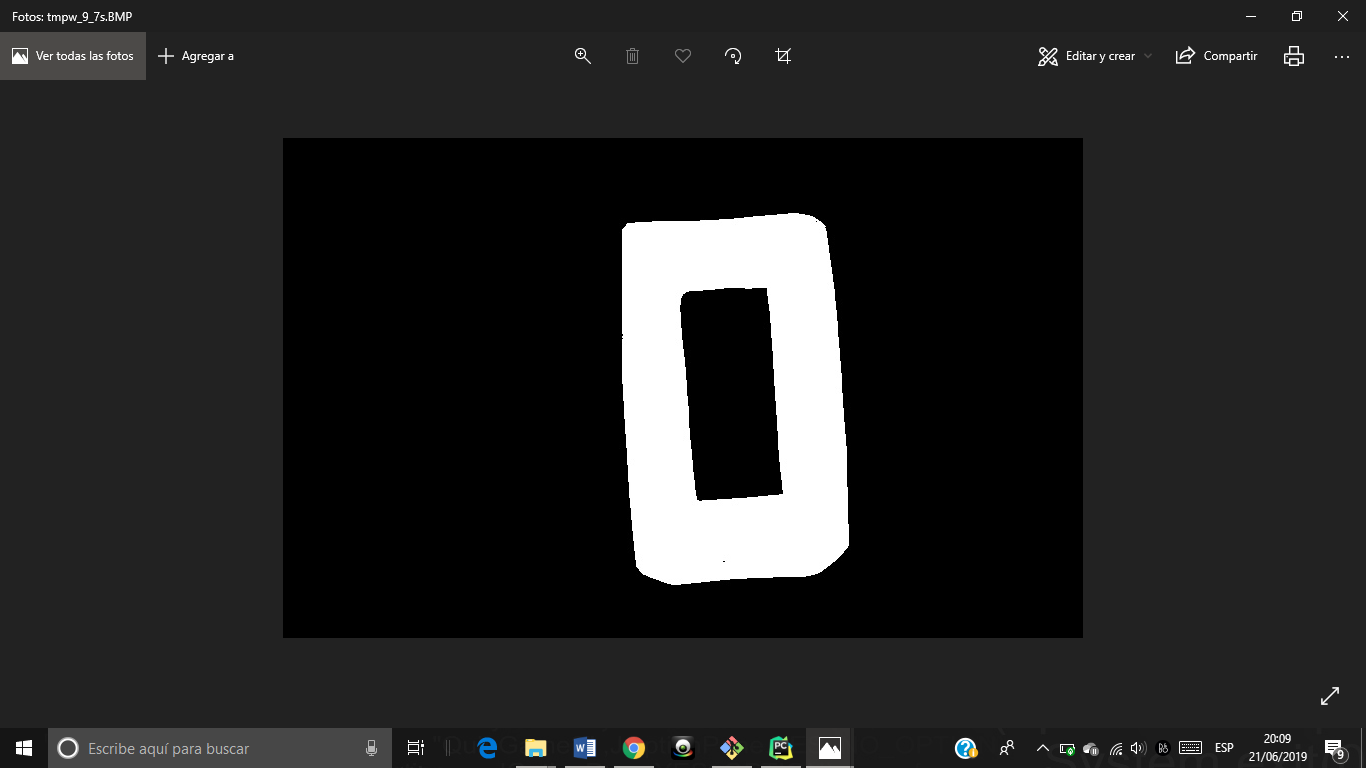 Fotos: tmpw_9_7s.BMP
Ver todas las fotos
Agregar a
Editar y crear
Compartir
0
Escribe aquí para buscar
ESP
20:09
21/06/2019
9